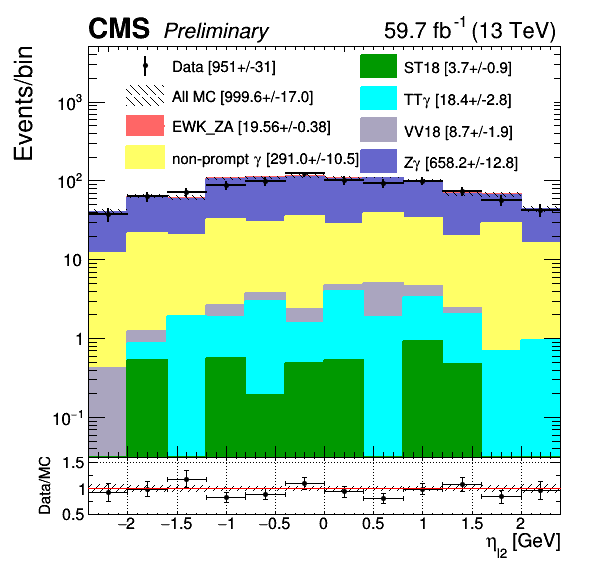 CMS Preliminary 59.7 fb⁻¹ (13 TeV)
Events/bin
Data [951+/-31]
All MC [999.6+/-17.0]
EWK_ZA [19.56+/-0.38]
non-prompt γ [291.0+/-10.5]
ST18 [3.7+/-0.9]
TTγ [18.4+/-2.8]
VV18 [8.7+/-1.9]
Zγ [658.2+/-12.8]
10³
10²
10
1
10⁻¹
Data/MC
1.5
1
0.5
−2 −1.5 −1 −0.5 0 0.5 1 1.5 2
η_l2 [GeV]